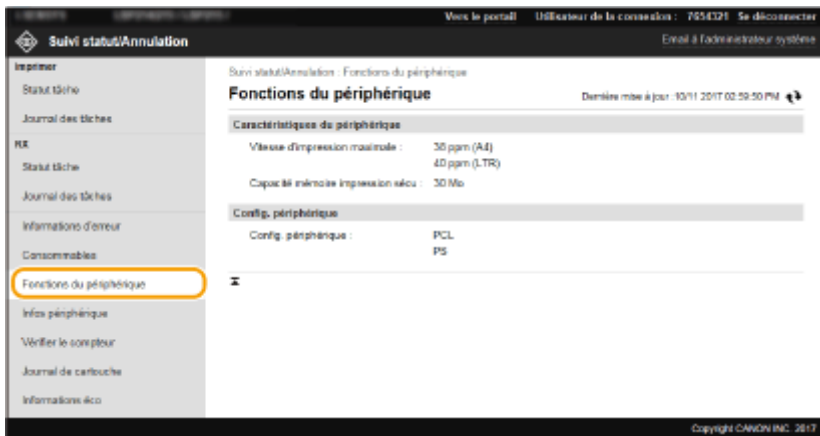 Vers le portail Utilisateur de la connexion : 7654321 Se déconnecter
Suivi statut/Annulation
Email à l'administrateur système
Imprimer
Statut tâche
Journal des tâches
RX
Statut tâche
Journal des tâches
Informations d'erreur
Consommables
Fonctions du périphérique
Infos périphérique
Vérifier le compteur
Journal de cartouche
Informations éco
Suivi statut/Annulation : Fonctions du périphérique
Fonctions du périphérique
Dernière mise à jour :10/11 2017 02:59:50 PM
Caractéristiques du périphérique
Vitesse d'impression maximale : 38 ppm (A4)
40 ppm (LTR)
Capacité mémoire impression sécu : 30 Mo
Config. périphérique
Config. périphérique : PCL
PS
Copyright CANON INC. 2017